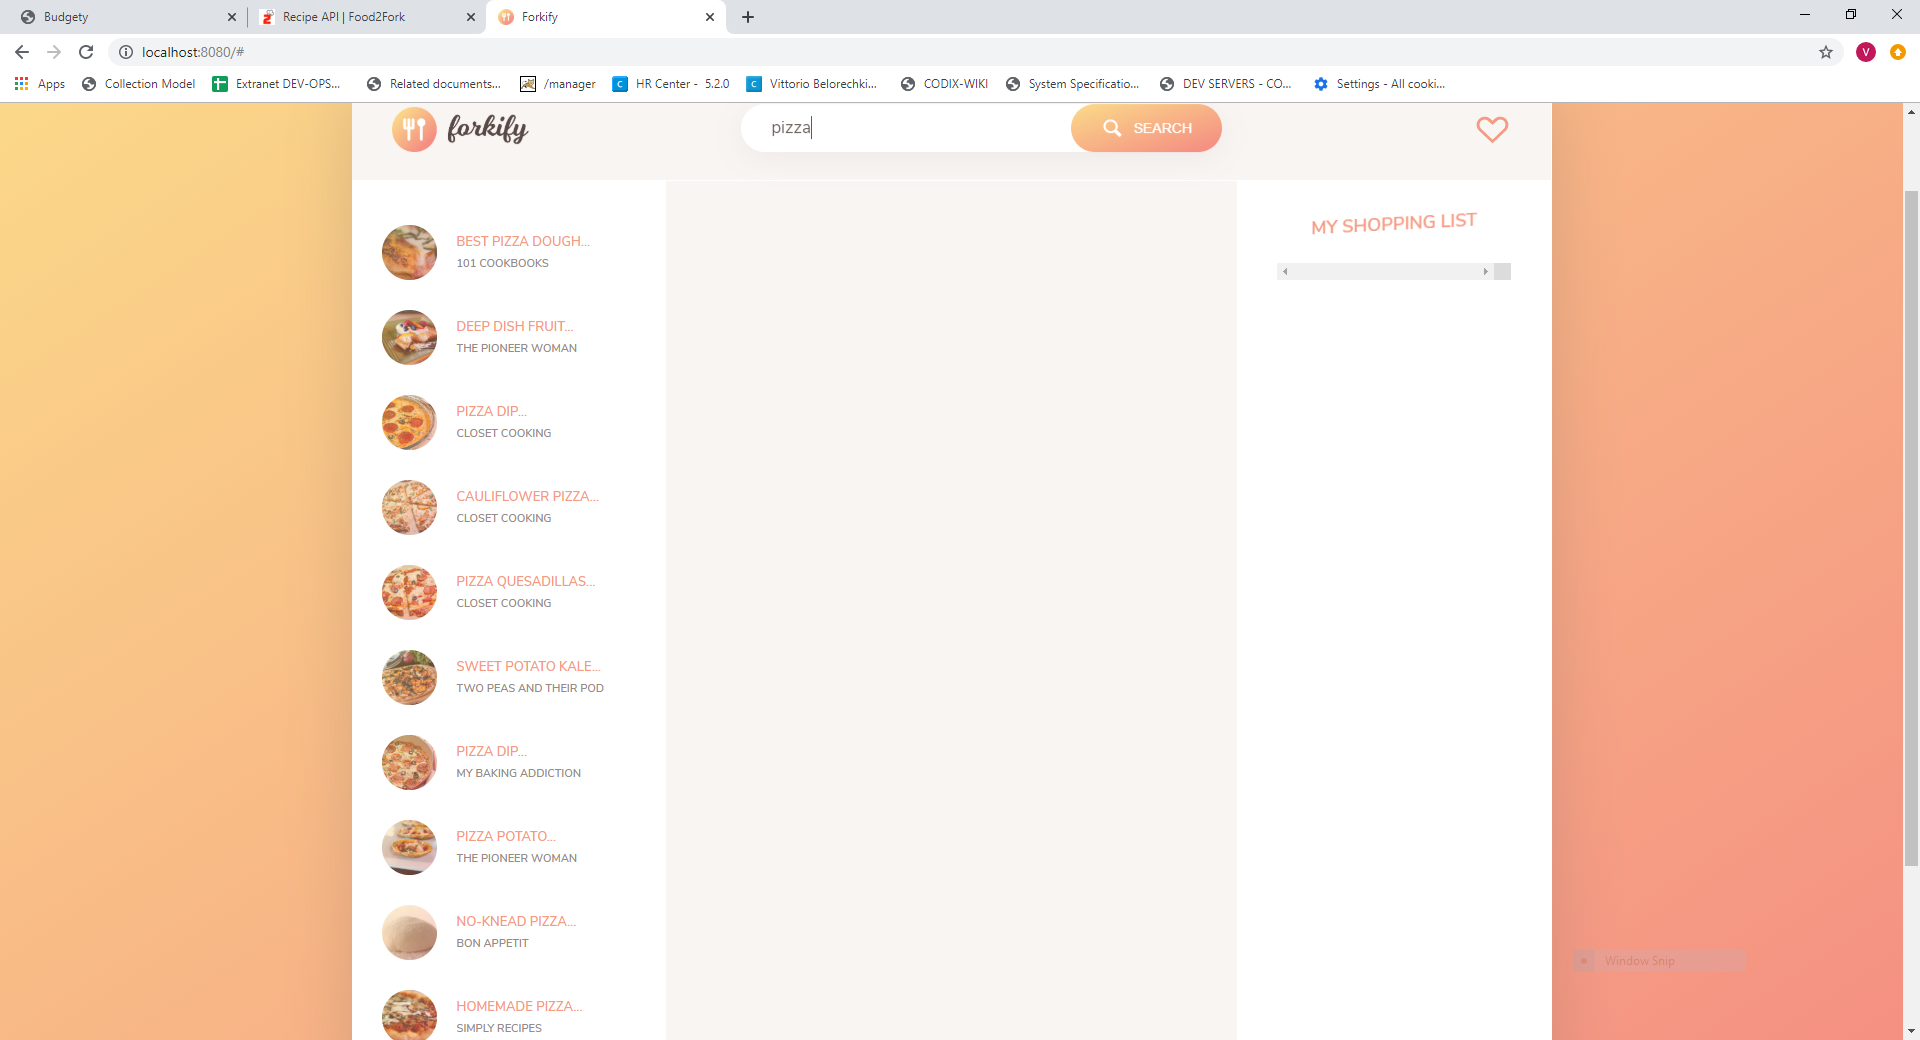 Budgety
Recipe API | Food2Fork
Forkify
localhost:8080/#
V
Apps
Collection Model
Extranet DEV-OPS...
Related documents...
/manager
HR Center - 5.2.0
Vittorio Belorechki...
CODIX-WIKI
System Specificatio...
DEV SERVERS - CO...
Settings - All cooki...
forkify
pizza
SEARCH
MY SHOPPING LIST
BEST PIZZA DOUGH...
101 COOKBOOKS
DEEP DISH FRUIT...
THE PIONEER WOMAN
PIZZA DIP...
CLOSET COOKING
CAULIFLOWER PIZZA...
CLOSET COOKING
PIZZA QUESADILLAS...
CLOSET COOKING
SWEET POTATO KALE...
TWO PEAS AND THEIR POD
PIZZA DIP...
MY BAKING ADDICTION
PIZZA POTATO...
THE PIONEER WOMAN
NO-KNEAD PIZZA...
BON APPETIT
HOMEMADE PIZZA...
SIMPLY RECIPES
Window Snip